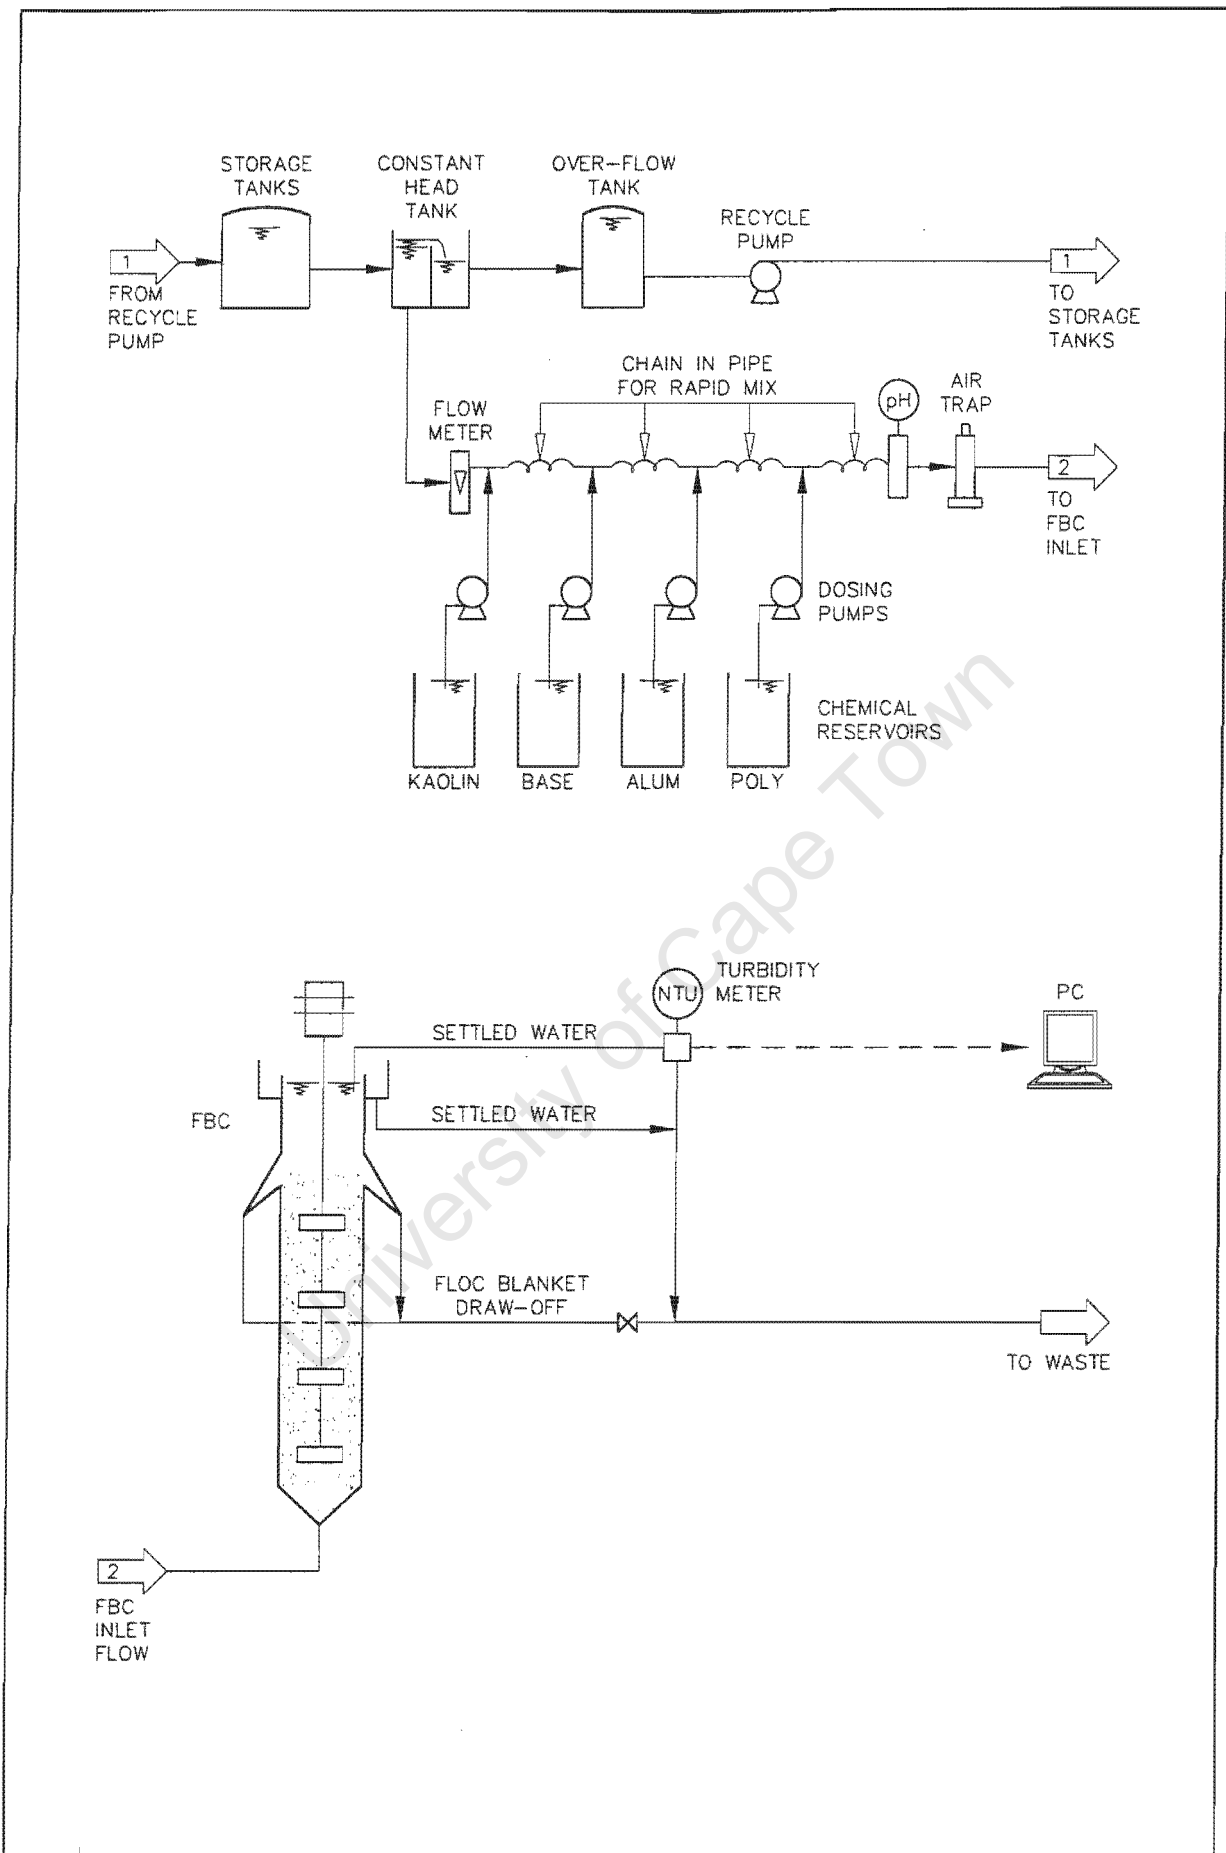 STORAGE
TANKS
CONSTANT
HEAD
TANK
OVER-FLOW
TANK
RECYCLE
PUMP
1
FROM
RECYCLE
PUMP
1
TO
STORAGE
TANKS
CHAIN IN PIPE
FOR RAPID MIX
FLOW
METER
pH
AIR
TRAP
2
TO
FBC
INLET
DOSING
PUMPS
CHEMICAL
RESERVOIRS
KAOLIN
BASE
ALUM
POLY
University of Cape Town
NTU
TURBIDITY
METER
PC
SETTLED WATER
SETTLED WATER
FBC
FLOC BLANKET
DRAW-OFF
TO WASTE
2
FBC
INLET
FLOW